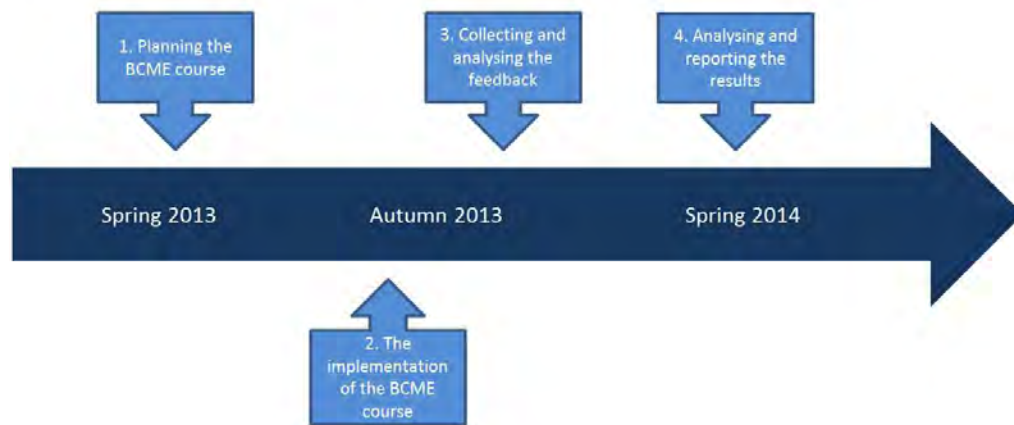 1. Planning the
BCME course
3. Collecting and
analysing the
feedback
4. Analysing and
reporting the
results
Spring 2013
Autumn 2013
Spring 2014
2. The
implementation
of the BCME
course